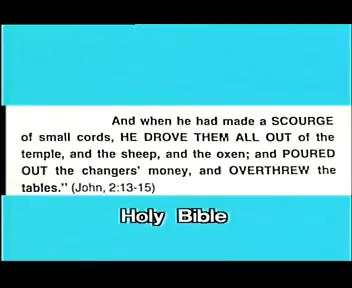 And when he had made a SCOURGE
of small cords, HE DROVE THEM ALL OUT of the
temple, and the sheep, and the oxen; and POURED
OUT the changers' money, and OVERTHREW the
tables." (John, 2:13-15)
Holy Bible